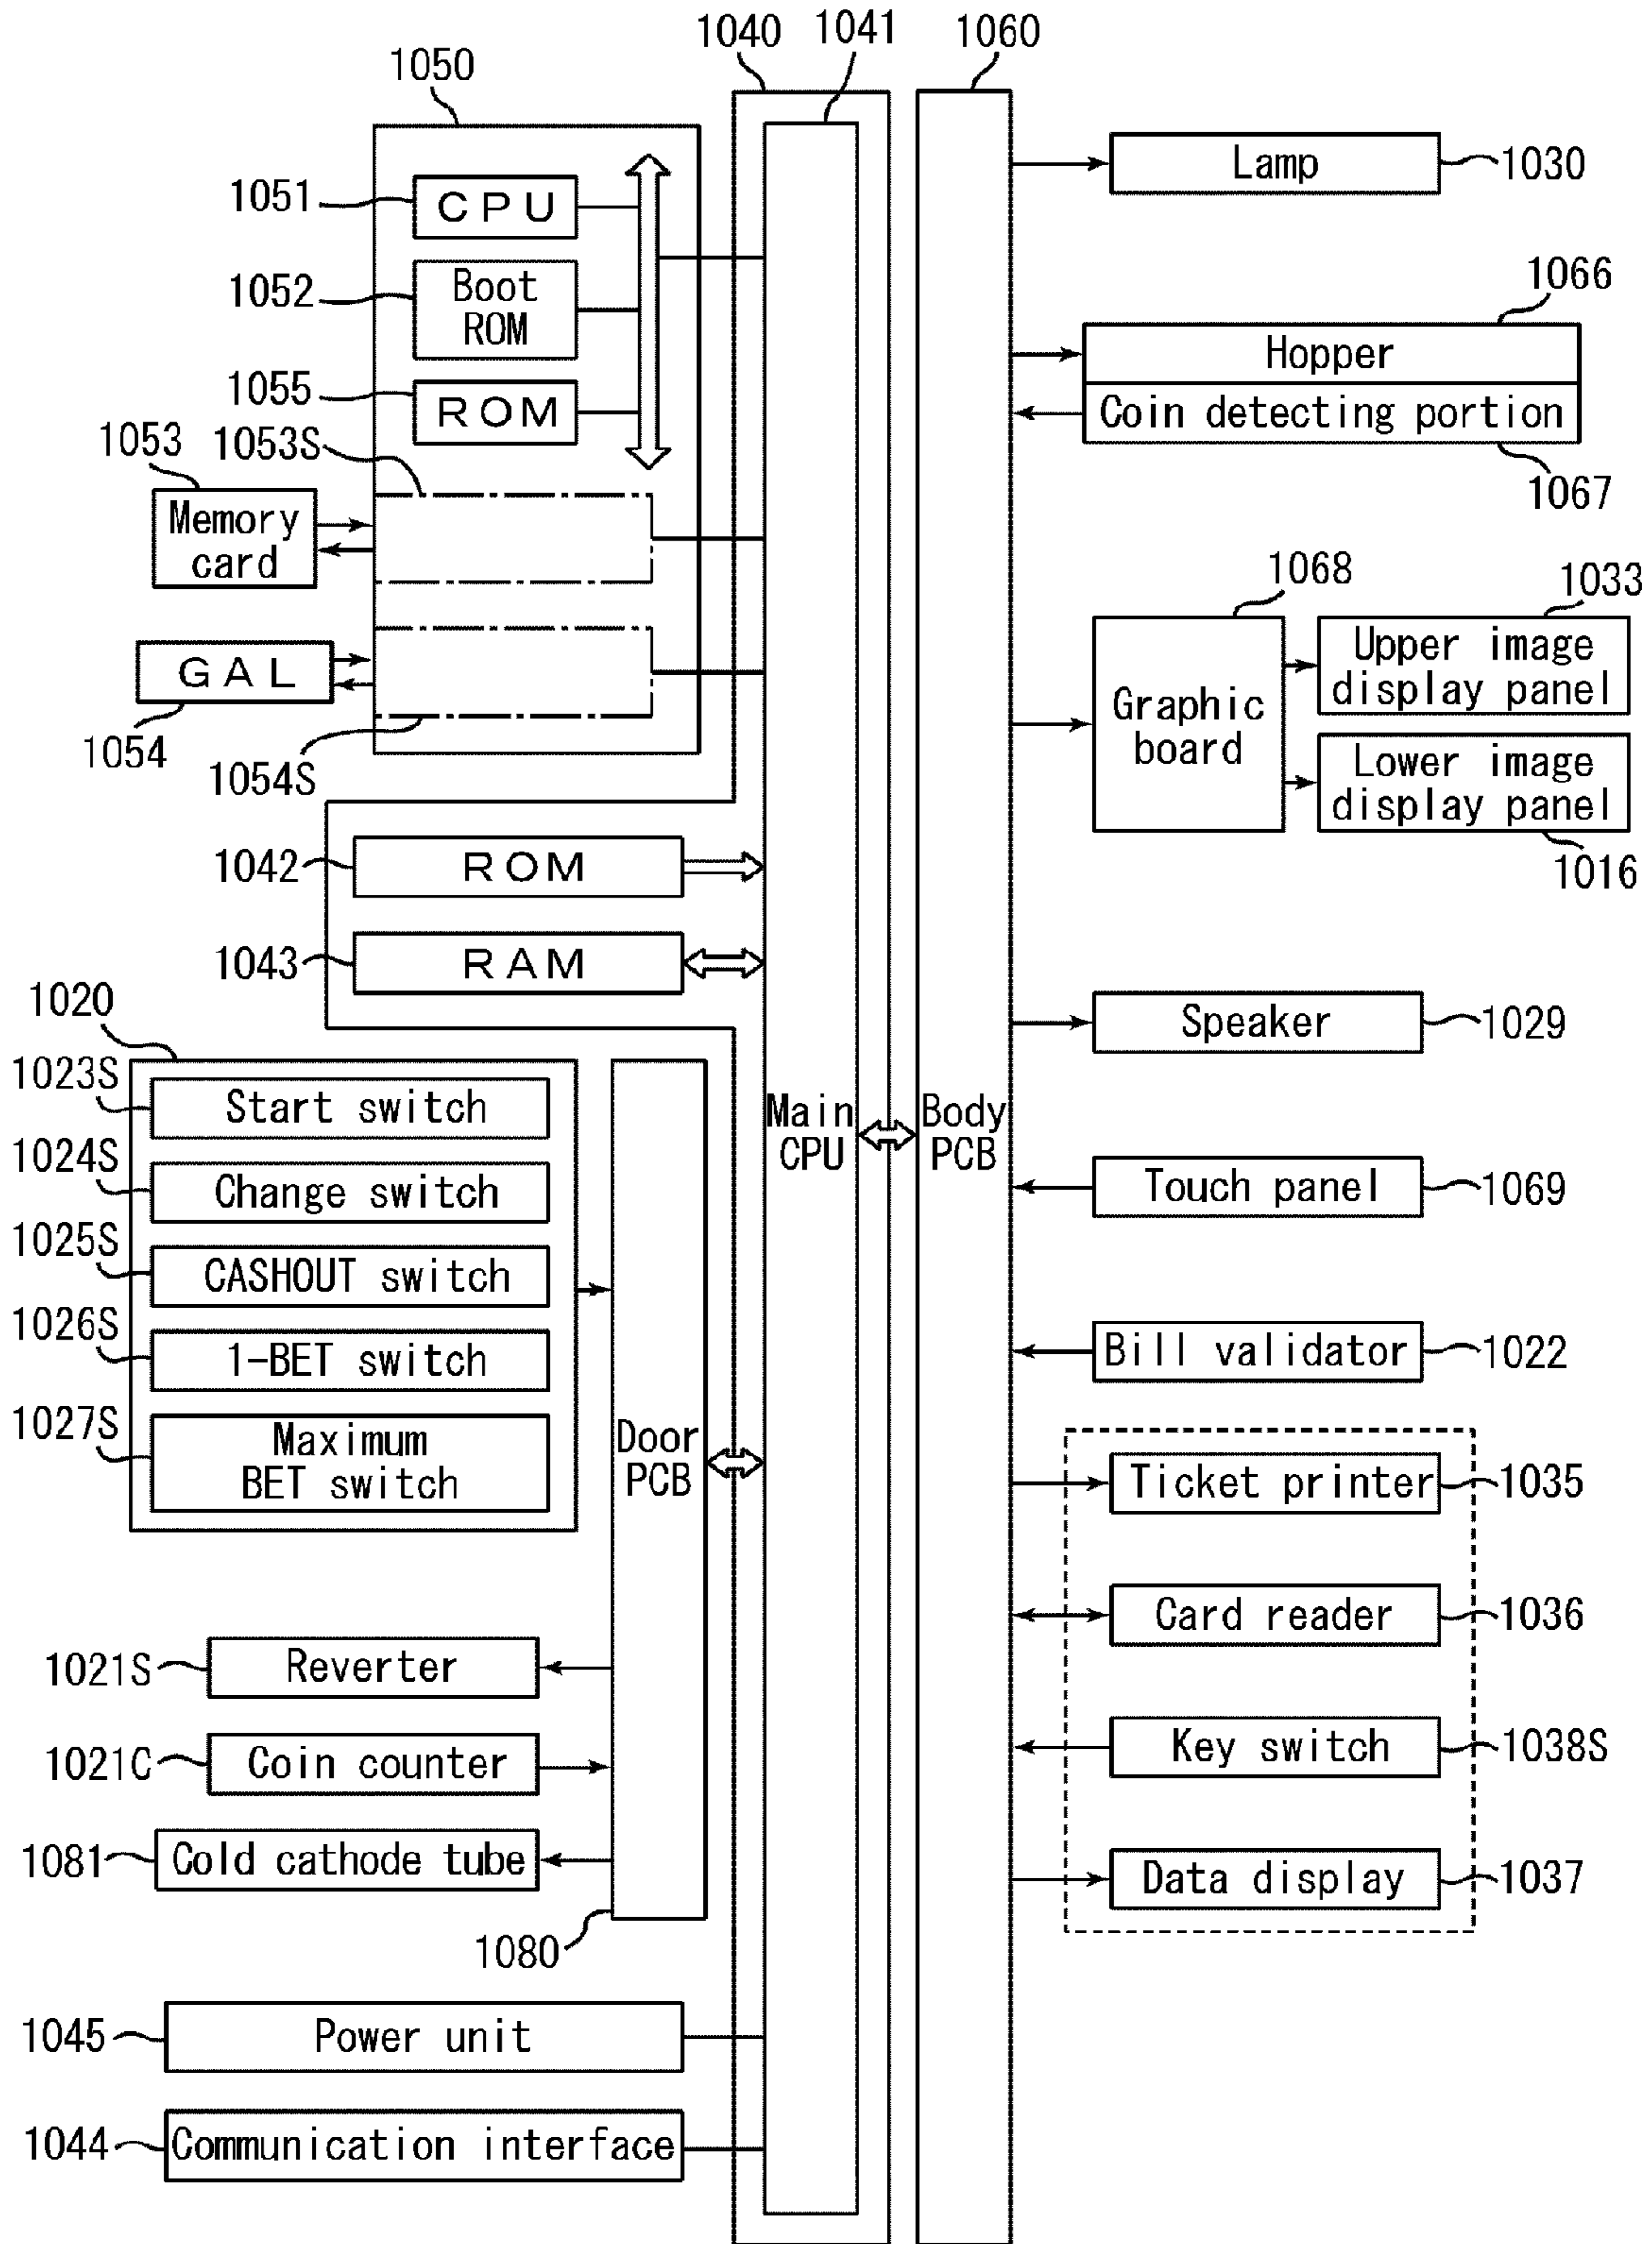 1040
1041
1060
1050
1051
CPU
1052
Boot
ROM
1055
ROM
1053
1053S
Memory
card
GAL
1054
1054S
1042
ROM
1043
RAM
1020
1023S
Start switch
1024S
Change switch
1025S
CASHOUT switch
1026S
1-BET switch
1027S
Maximum
BET switch
Door
PCB
1021S
Reverter
1021C
Coin counter
1081
Cold cathode tube
1080
1045
Power unit
1044
Communication interface
Main
CPU
Body
PCB
Lamp
1030
1066
Hopper
Coin detecting portion
1067
1068
1033
Graphic
board
Upper image
display panel
Lower image
display panel
1016
Speaker
1029
Touch panel
1069
Bill validator
1022
Ticket printer
1035
Card reader
1036
Key switch
1038S
Data display
1037